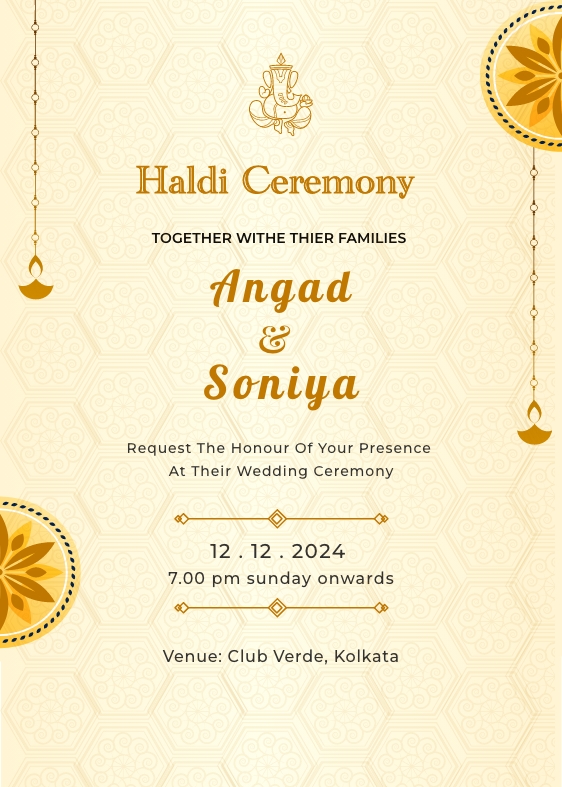 Haldi Ceremony
TOGETHER WITHE THIER FAMILIES
Angad
&
Soniya
Request The Honour Of Your Presence
At Their Wedding Ceremony
12 . 12 . 2024
7.00 pm sunday onwards
Venue: Club Verde, Kolkata